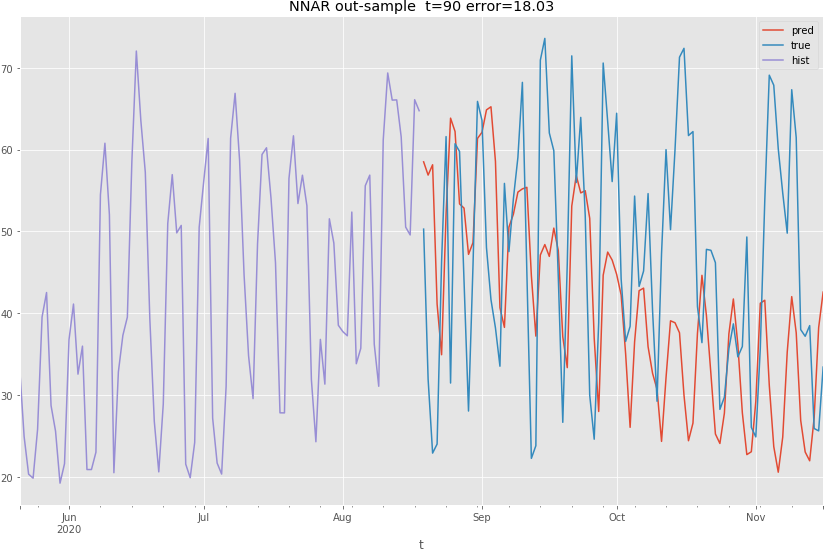 NNAR out-sample  t=90 error=18.03
pred
true
hist
70
60
50
40
30
20
Jun
2020
Jul
Aug
Sep
Oct
Nov
t